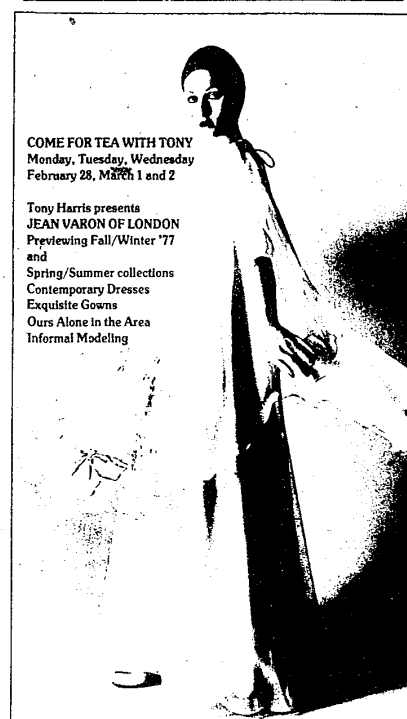 COME FOR TEA WITH TONY
Monday, Tuesday, Wednesday
February 28, March 1 and 2
Tony Harris presents
JEAN VARON OF LONDON
Previewing Fall/Winter '77
and
Spring/Summer collections
Contemporary Dresses
Exquisite Gowns
Ours Alone in the Area
Informal Modeling